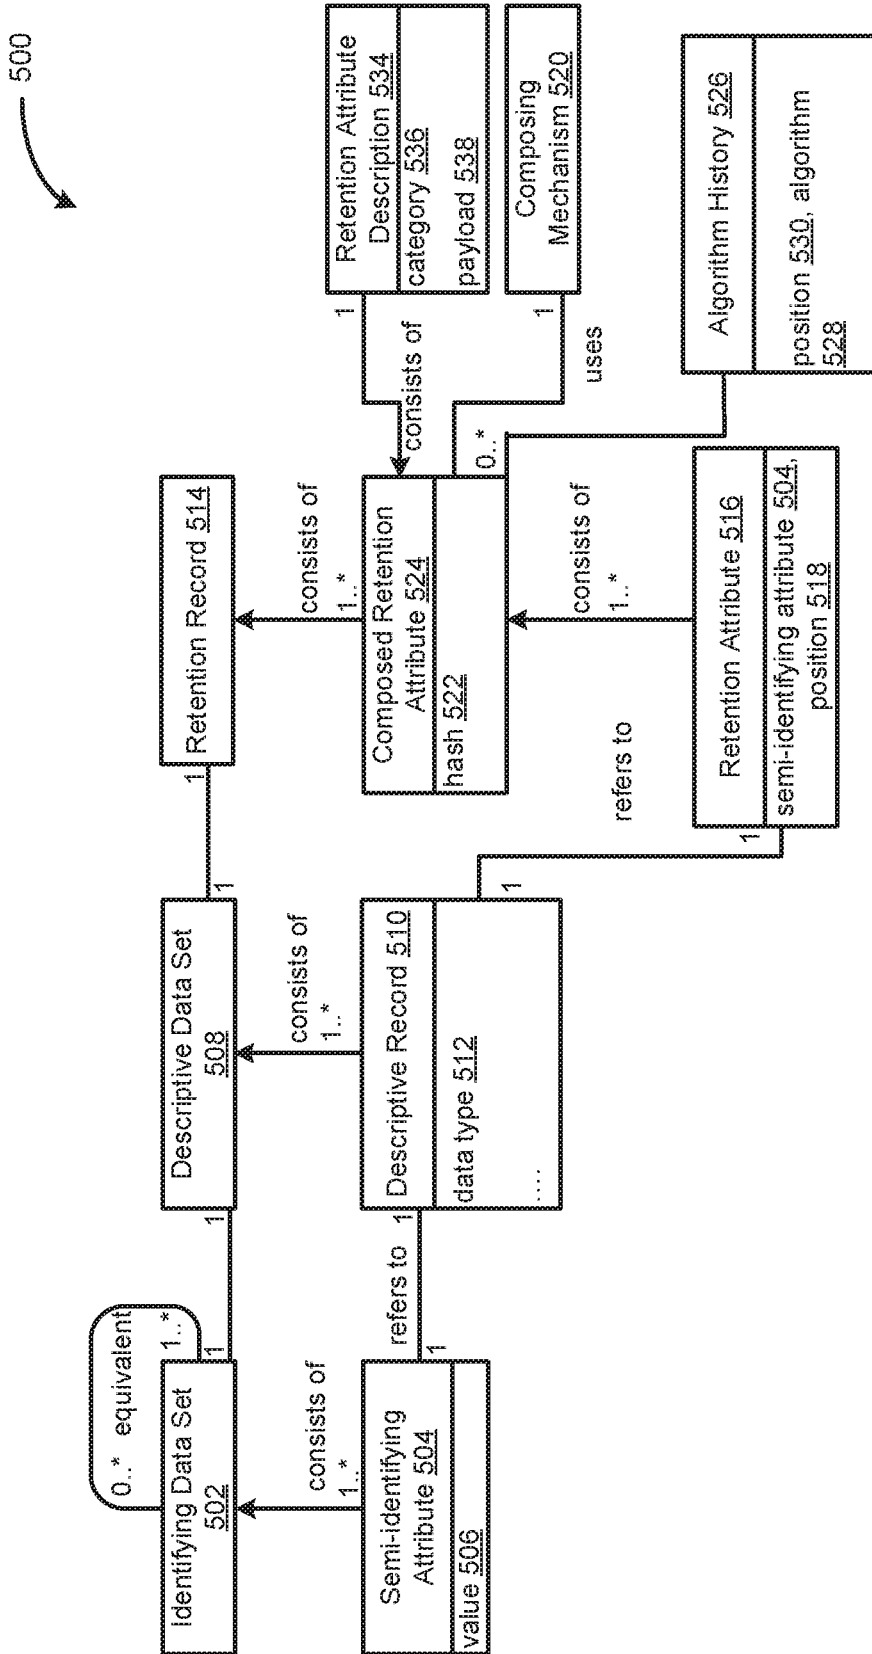 500
0..* equivalent
1..*
Identifying Data Set
502
1
1
Descriptive Data Set
508
1
1
Retention Record 514
consists of
1..*
consists of
1..*
consists of
1..*
Semi-identifying
Attribute 504
value 506
1
refers to
1
Descriptive Record 510
data type 512
....
1
Composed Retention
Attribute 524
hash 522
0..*
consists of
1
Retention Attribute
Description 534
category 536
payload 538
uses
1
Composing
Mechanism 520
consists of
1..*
refers to
1
Retention Attribute 516
semi-identifying attribute 504,
position 518
Algorithm History 526
position 530, algorithm
position
528